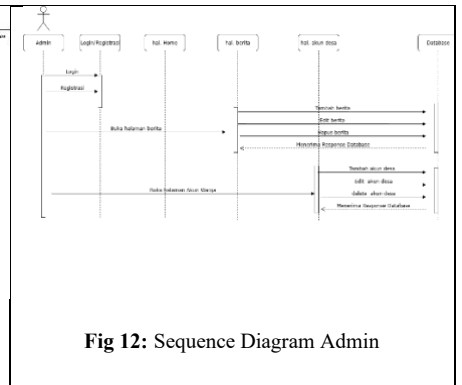 Admin
Login/Registrasi
hal. Home
hal. berita
hal. akun desa
Database
Login
Registrasi
Tambah berita
Edit berita
Hapus berita
Buka halaman berita
Menerima Response Database
Tambah akun desa
edit akun desa
Buka halaman Akun Warga
delete akun desa
Menerima Response Database
Fig 12: Sequence Diagram Admin